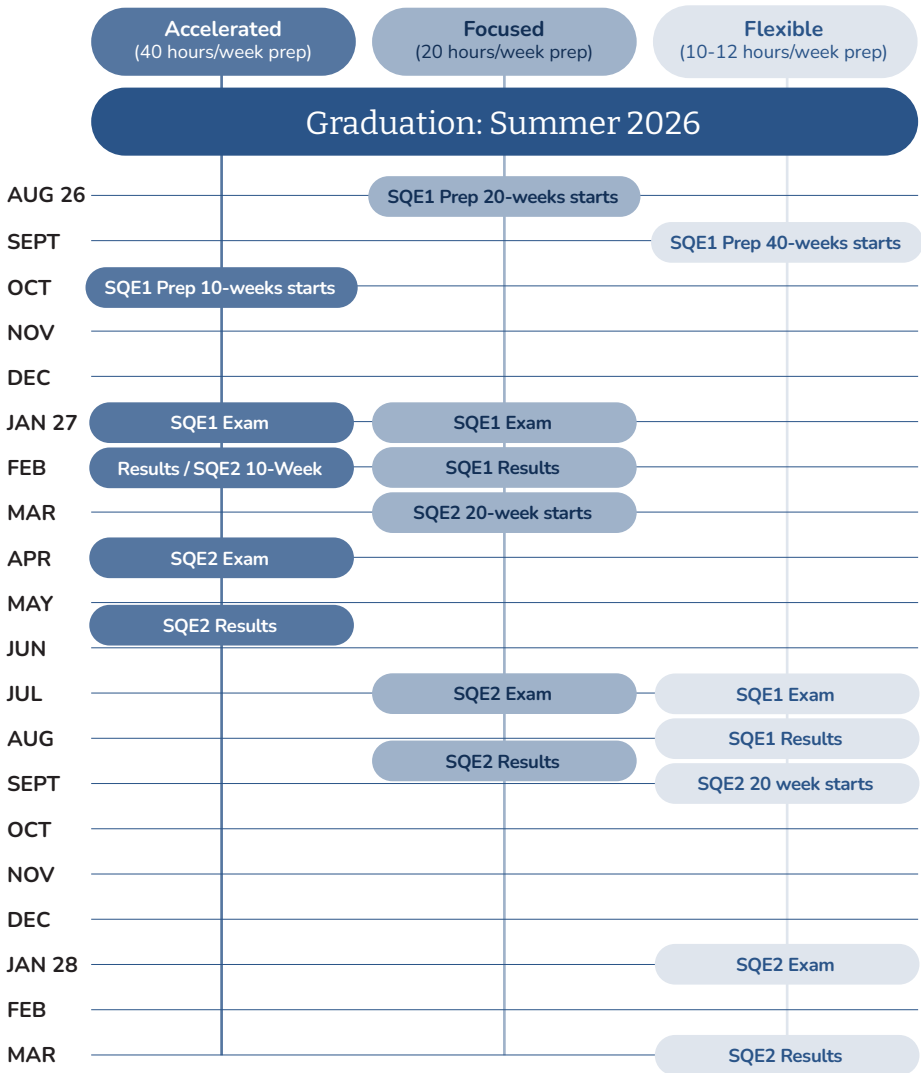 Accelerated
(40 hours/week prep)
Focused
(20 hours/week prep)
Flexible
(10-12 hours/week prep)
Graduation: Summer 2026
AUG 26
SQE1 Prep 20-weeks starts
SEPT
SQE1 Prep 40-weeks starts
OCT
SQE1 Prep 10-weeks starts
NOV
DEC
JAN 27
SQE1 Exam
SQE1 Exam
FEB
Results / SQE2 10-Week
SQE1 Results
MAR
SQE2 20-week starts
APR
SQE2 Exam
MAY
SQE2 Results
JUN
JUL
SQE2 Exam
SQE1 Exam
AUG
SQE1 Results
SQE2 Results
SEPT
SQE2 20 week starts
OCT
NOV
DEC
JAN 28
SQE2 Exam
FEB
MAR
SQE2 Results